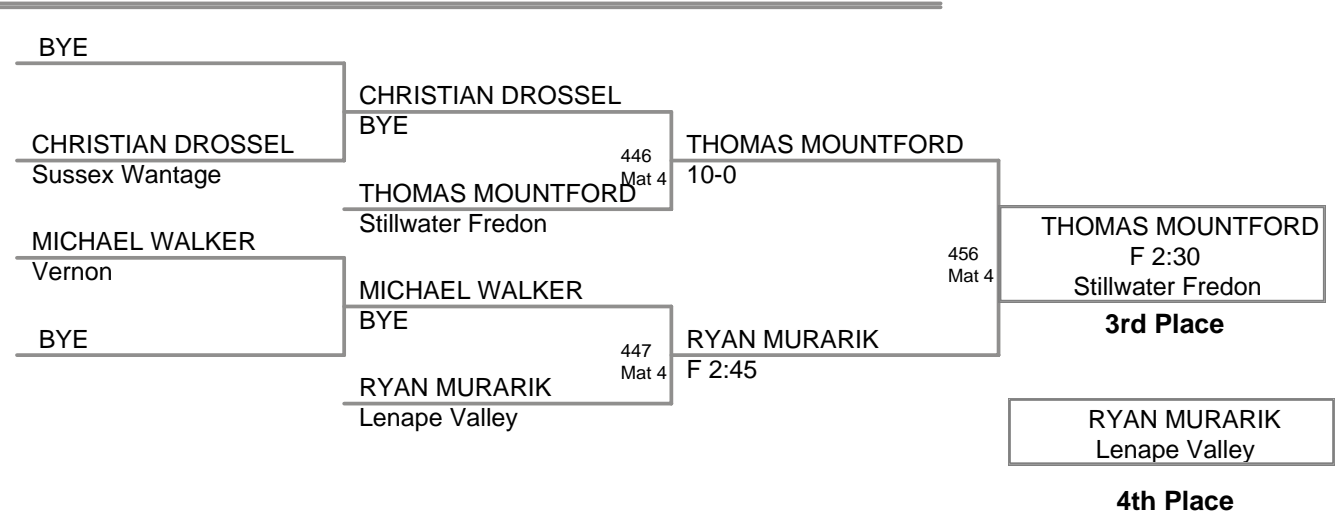 BYE
CHRISTIAN DROSSEL
BYE
CHRISTIAN DROSSEL
Sussex Wantage
446
Mat 4
THOMAS MOUNTFORD
10-0
THOMAS MOUNTFORD
Stillwater Fredon
MICHAEL WALKER
Vernon
456
Mat 4
THOMAS MOUNTFORD
F 2:30
Stillwater Fredon
3rd Place
MICHAEL WALKER
BYE
BYE
447
Mat 4
RYAN MURARIK
F 2:45
RYAN MURARIK
Lenape Valley
RYAN MURARIK
Lenape Valley
4th Place